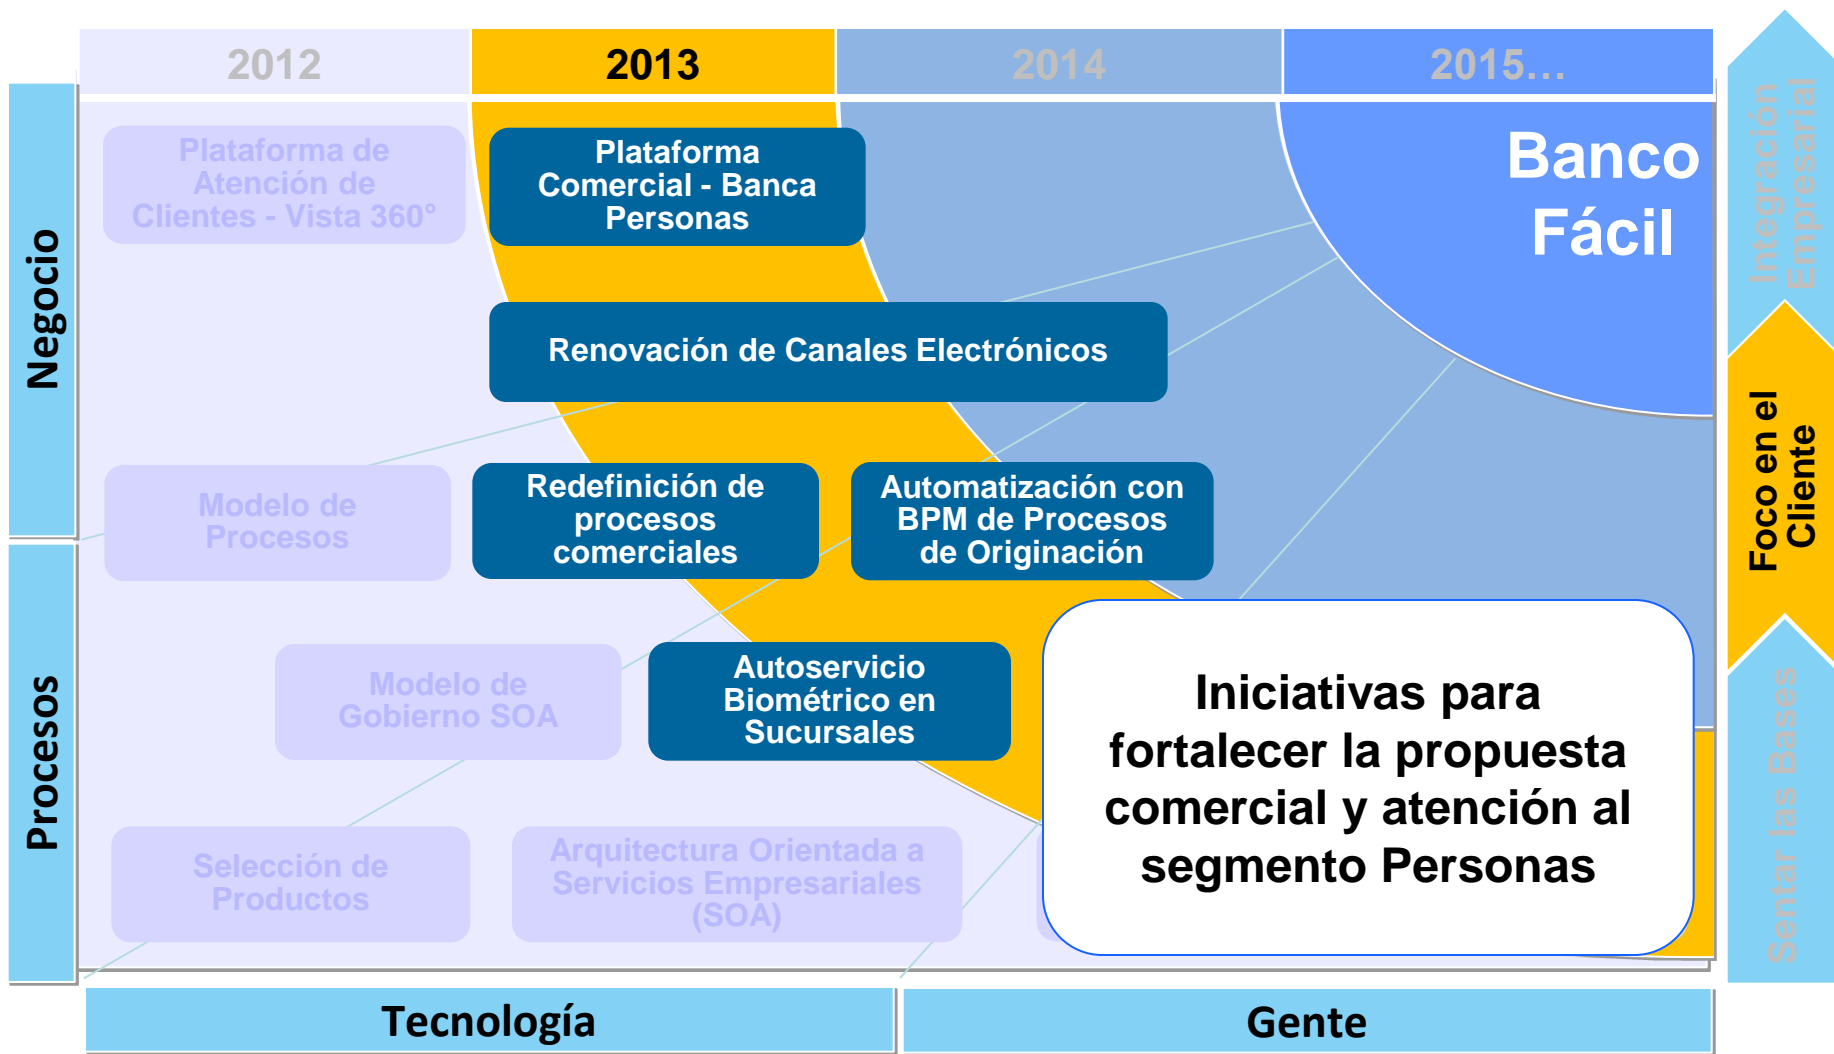 2012
2013
2014
2015…
Plataforma de
Atención de
Clientes - Vista 360°
Plataforma
Comercial - Banca
Personas
Banco
Fácil
Renovación de Canales Electrónicos
Modelo de
Procesos
Redefinición de
procesos
comerciales
Automatización con
BPM de Procesos
de Originación
Modelo de
Gobierno SOA
Autoservicio
Biométrico en
Sucursales
Iniciativas para
fortalecer la propuesta
comercial y atención al
segmento Personas
Selección de
Productos
Arquitectura Orientada a
Servicios Empresariales
(SOA)
Negocio
Procesos
Tecnología
Gente
Integración
Empresarial
Foco en el
Cliente
Sentar las Bases